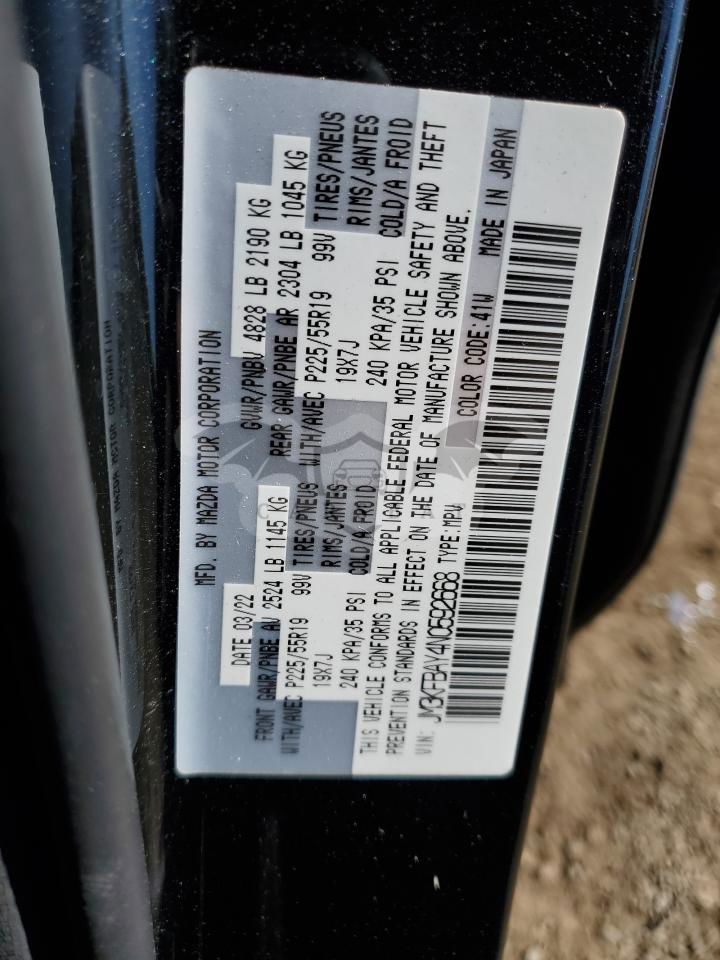 MFD. BY MAZDA MOTOR CORPORATION
DATE 03/22 GVWR/PNBV 4828 LB 2190 KG
FRONT GAWR/PNBE AV 2524 LB 1145 KG REAR GAWR/PNBE AR 2304 LB 1045 KG
WITH/AVEC P225/55R19 99V TIRES/PNEUS WITH/AVEC P225/55R19 99V TIRES/PNEUS
19X7J RIMS/JANTES 19X7J RIMS/JANTES
240 KPA/35 PSI COLD/A FROID 240 KPA/35 PSI COLD/A FROID
THIS VEHICLE CONFORMS TO ALL APPLICABLE FEDERAL MOTOR VEHICLE SAFETY AND THEFT
PREVENTION STANDARDS IN EFFECT ON THE DATE OF MANUFACTURE SHOWN ABOVE.
VIN: JM3KFBAY4N0592668 TYPE:MPV COLOR CODE:41W MADE IN JAPAN